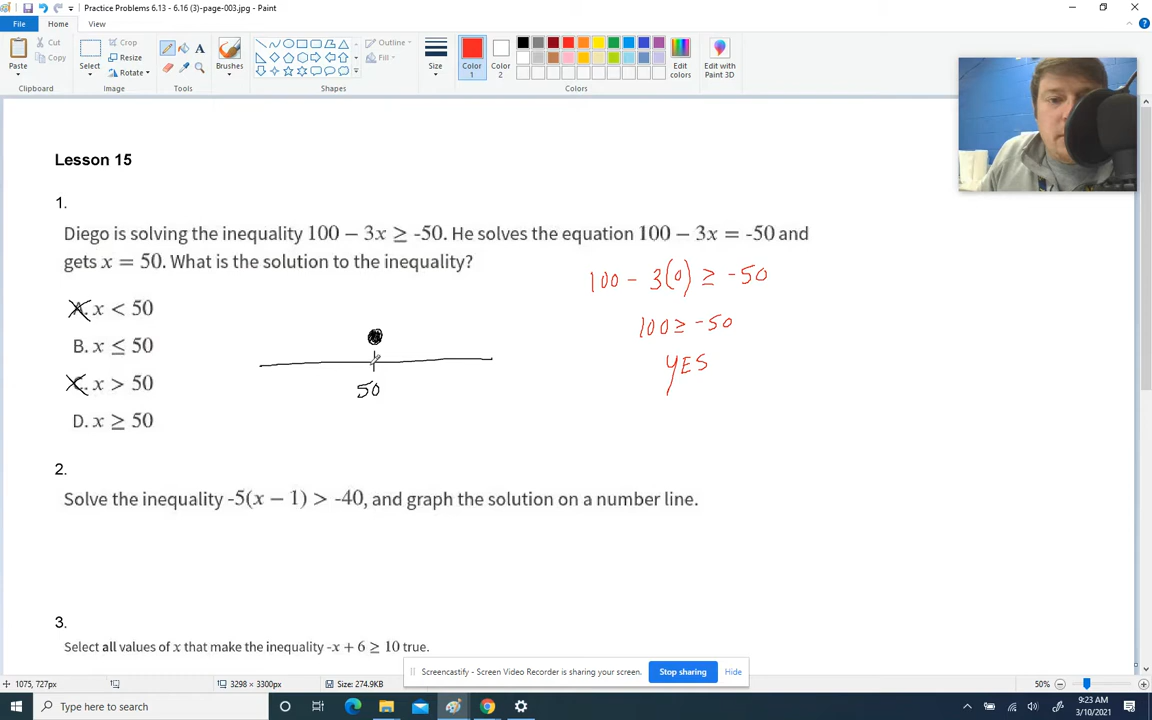 Practice Problems 6.13 - 6.16 (3)-page-003.jpg - Paint
File Home View
Paste Cut Copy Clipboard
Select Crop Resize Rotate Image
Tools
Brushes
Outline Fill Shapes
Size
Color 1 Color 2 Edit colors Colors
Edit with Paint 3D
Lesson 15
1.
Diego is solving the inequality 100 − 3x ≥ -50. He solves the equation 100 − 3x = -50 and
gets x = 50. What is the solution to the inequality?
100 - 3(0) ≥ -50
A. x < 50
100 ≥ -50
B. x ≤ 50
YES
C. x > 50
50
D. x ≥ 50
2.
Solve the inequality -5(x − 1) > -40, and graph the solution on a number line.
3.
Select all values of x that make the inequality -x + 6 ≥ 10 true.
Screencastify - Screen Video Recorder is sharing your screen. Stop sharing Hide
1075, 727px 3298 × 3300px Size: 274.9KB 50%
Type here to search
9:23 AM
3/10/2021